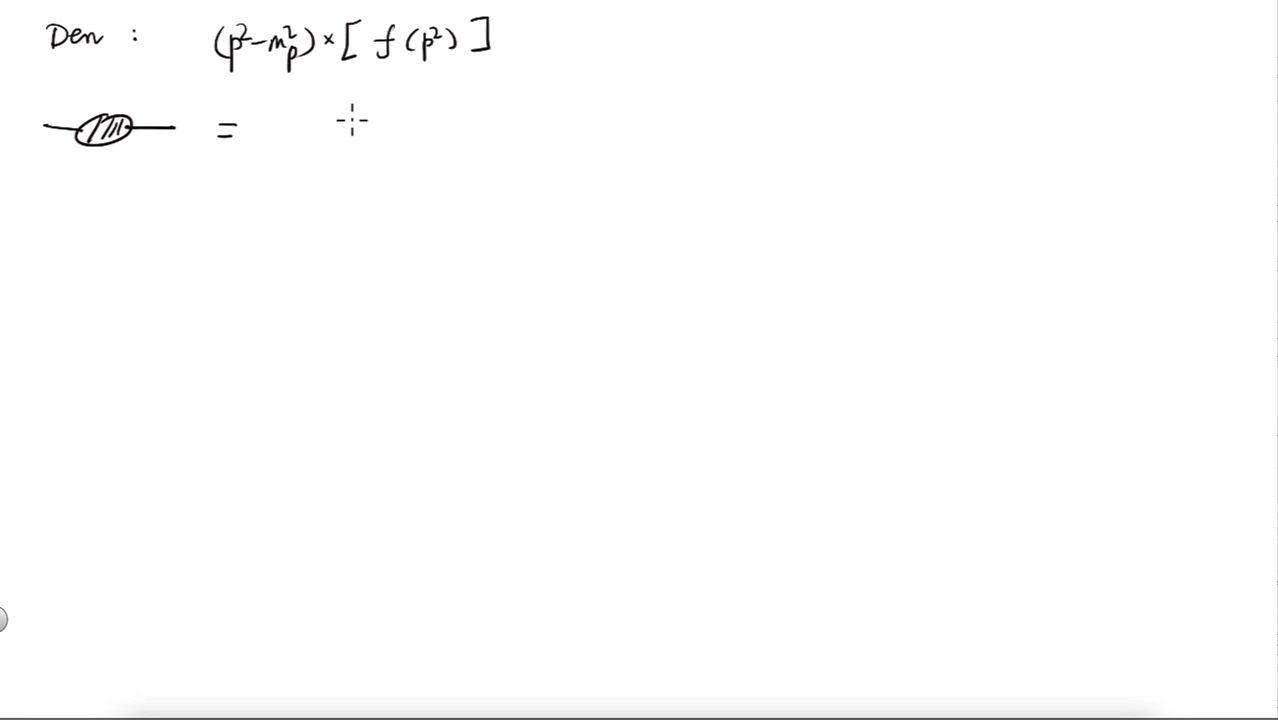 Den : (p²-m²ₚ)×[ f(p²) ]
=